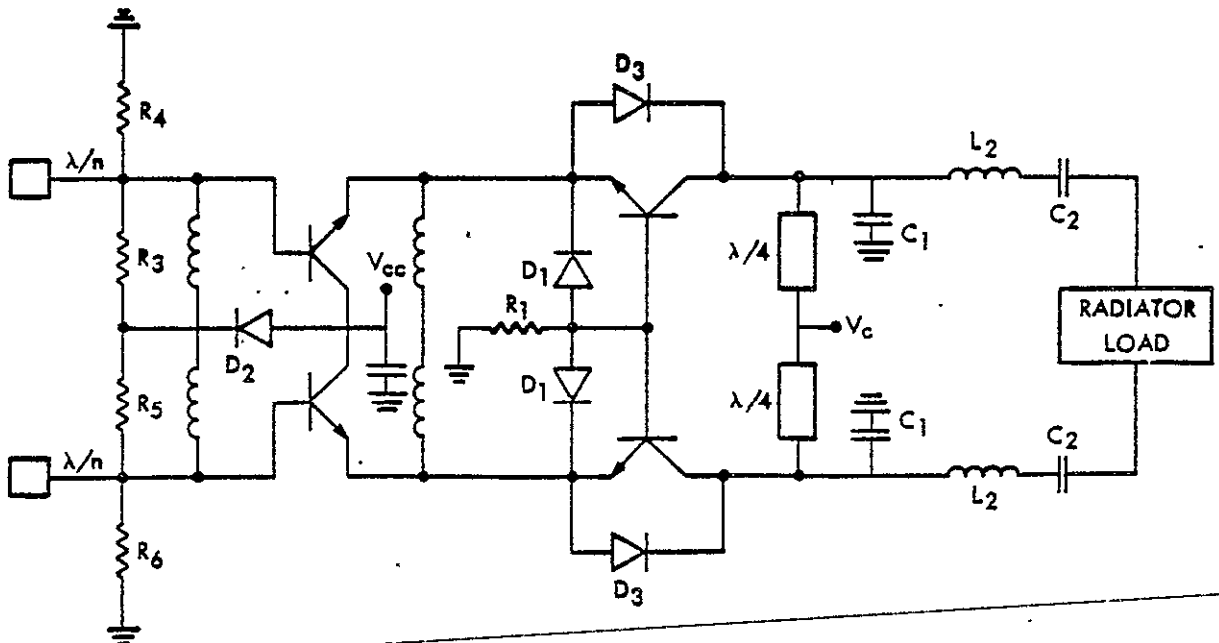 D3
R4
λ/n
L2
C2
C1
R3
Vcc
D1
λ/4
R1
RADIATOR
LOAD
Vc
D2
D1
R5
λ/4
C1
C2
λ/n
L2
R6
D3